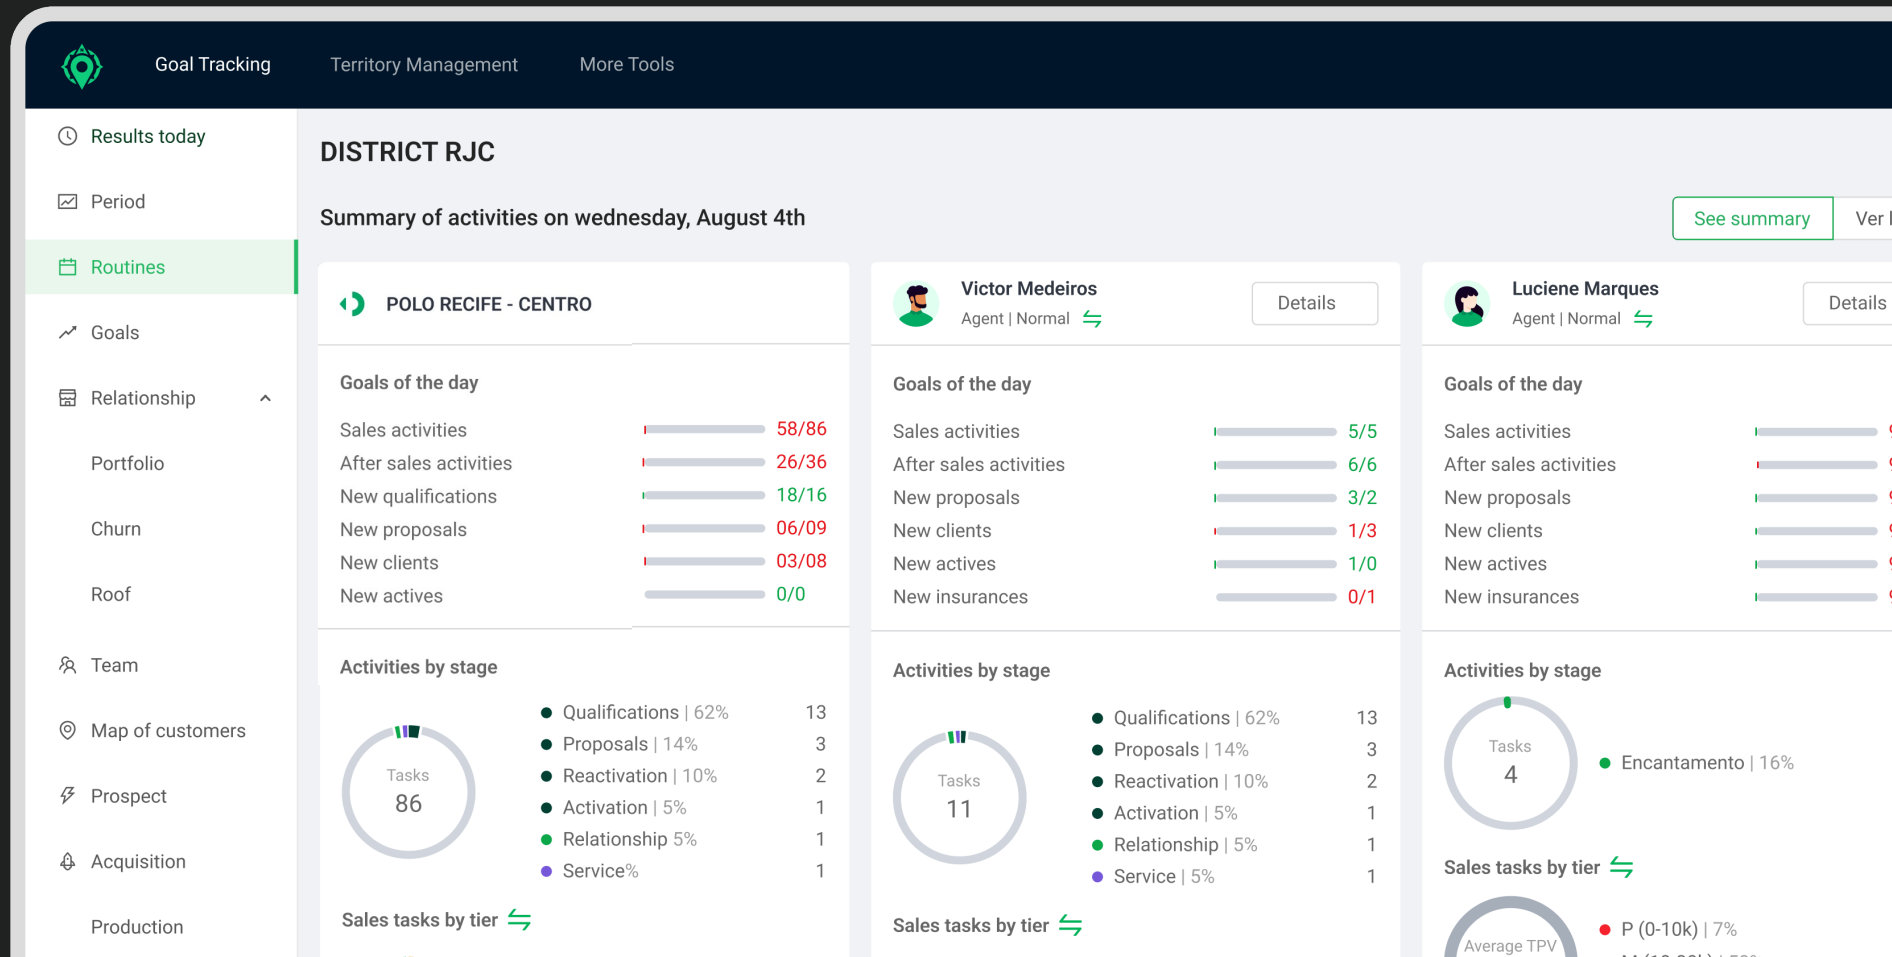 Goal Tracking
Territory Management
More Tools
Results today
Period
Routines
Goals
Relationship
Portfolio
Churn
Roof
Team
Map of customers
Prospect
Acquisition
Production
DISTRICT RJC
Summary of activities on wednesday, August 4th
See summary
Ver
POLO RECIFE - CENTRO
Goals of the day
Sales activities 58/86
After sales activities 26/36
New qualifications 18/16
New proposals 06/09
New clients 03/08
New actives 0/0
Activities by stage
Tasks
86
Qualifications | 62% 13
Proposals | 14% 3
Reactivation | 10% 2
Activation | 5% 1
Relationship 5% 1
Service% 1
Sales tasks by tier
Victor Medeiros
Agent | Normal
Details
Goals of the day
Sales activities 5/5
After sales activities 6/6
New proposals 3/2
New clients 1/3
New actives 1/0
New insurances 0/1
Activities by stage
Tasks
11
Qualifications | 62% 13
Proposals | 14% 3
Reactivation | 10% 2
Activation | 5% 1
Relationship | 5% 1
Service | 5% 1
Sales tasks by tier
Luciene Marques
Agent | Normal
Details
Goals of the day
Sales activities
After sales activities
New proposals
New clients
New actives
New insurances
Activities by stage
Tasks
4
Encantamento | 16%
Sales tasks by tier
Average TPV
P (0-10k) | 7%